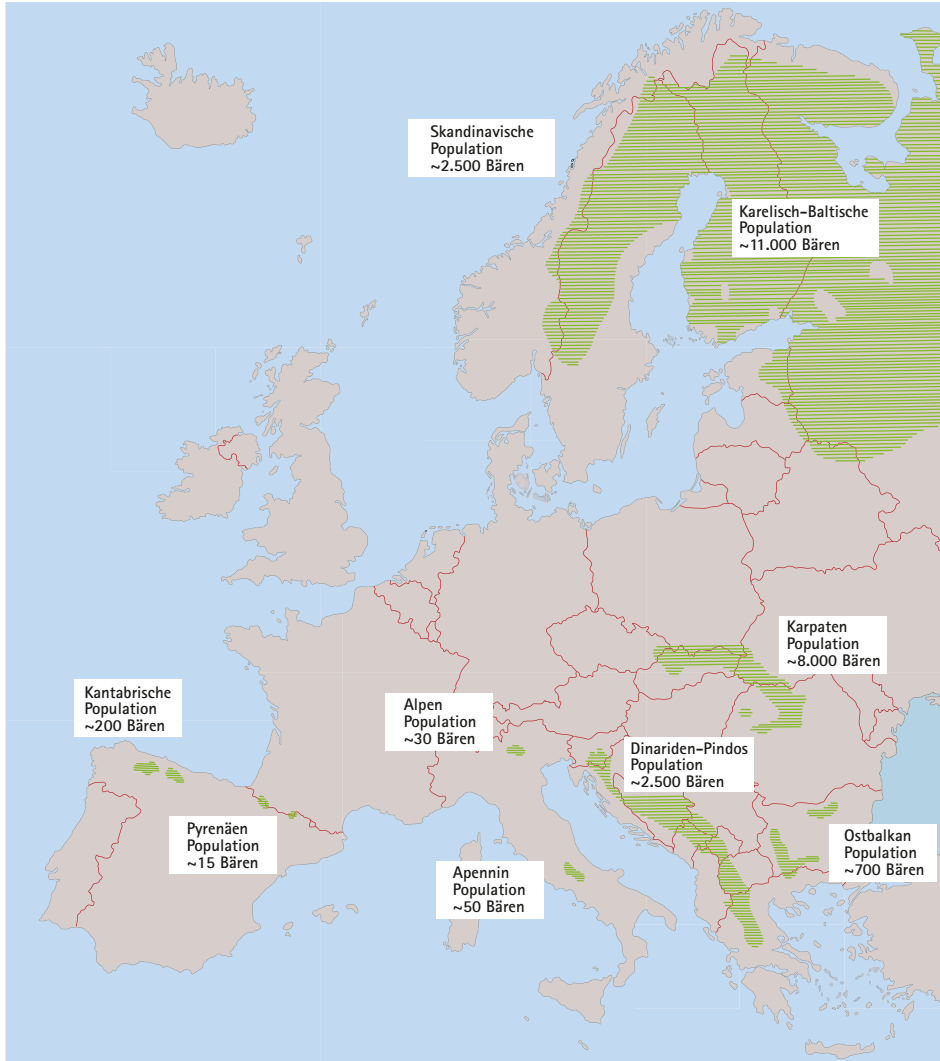 Skandinavische
Population
~2.500 Bären
Karelisch-Baltische
Population
~11.000 Bären
Karpaten
Population
~8.000 Bären
Kantabrische
Population
~200 Bären
Alpen
Population
~30 Bären
Dinariden-Pindos
Population
~2.500 Bären
Pyrenäen
Population
~15 Bären
Apennin
Population
~50 Bären
Ostbalkan
Population
~700 Bären